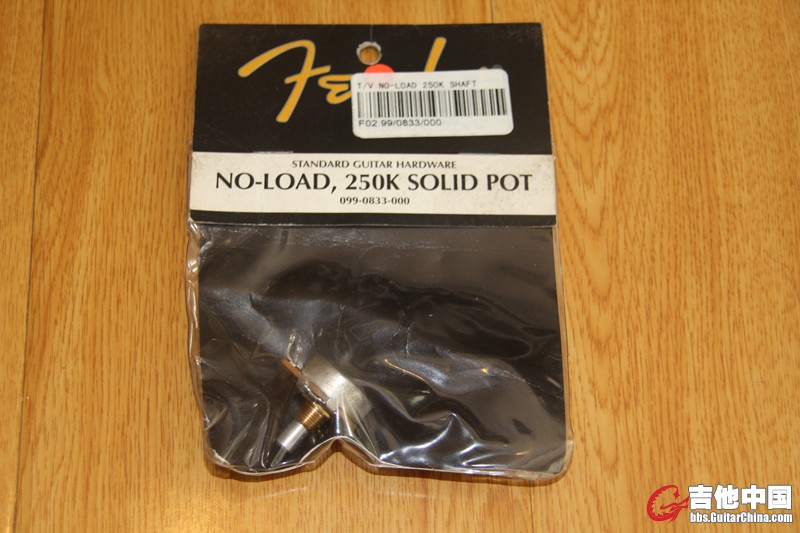 Fender
T/V NO-LOAD 250K SHAFT
F02 99/0833/000
STANDARD GUITAR HARDWARE
NO-LOAD, 250K SOLID POT
099-0833-000
吉他中国
bbs.GuitarChina.com